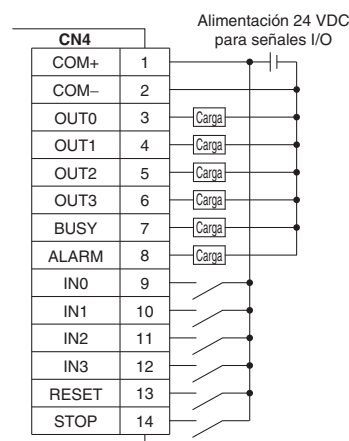 Alimentación 24 VDC
para señales I/O
CN4
COM+ 1
COM– 2
OUT0 3 Carga
OUT1 4 Carga
OUT2 5 Carga
OUT3 6 Carga
BUSY 7 Carga
ALARM 8 Carga
IN0 9
IN1 10
IN2 11
IN3 12
RESET 13
STOP 14